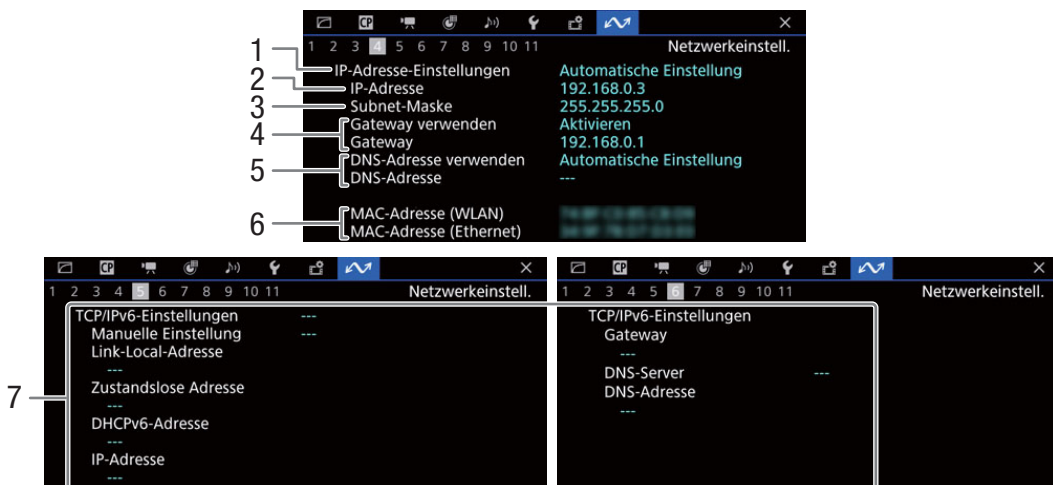 CP
×
1 2 3 4 5 6 7 8 9 10 11 Netzwerkeinstell.
1 IP-Adresse-Einstellungen Automatische Einstellung
2 IP-Adresse 192.168.0.3
3 Subnet-Maske 255.255.255.0
4 Gateway verwenden Aktivieren
Gateway 192.168.0.1
5 DNS-Adresse verwenden Automatische Einstellung
DNS-Adresse ---
6 MAC-Adresse (WLAN)
MAC-Adresse (Ethernet)
CP
×
1 2 3 4 5 6 7 8 9 10 11 Netzwerkeinstell.
7
TCP/IPv6-Einstellungen ---
Manuelle Einstellung ---
Link-Local-Adresse
---
Zustandslose Adresse
---
DHCPv6-Adresse
---
IP-Adresse
---
CP
×
1 2 3 4 5 6 7 8 9 10 11 Netzwerkeinstell.
TCP/IPv6-Einstellungen
Gateway
---
DNS-Server ---
DNS-Adresse
---